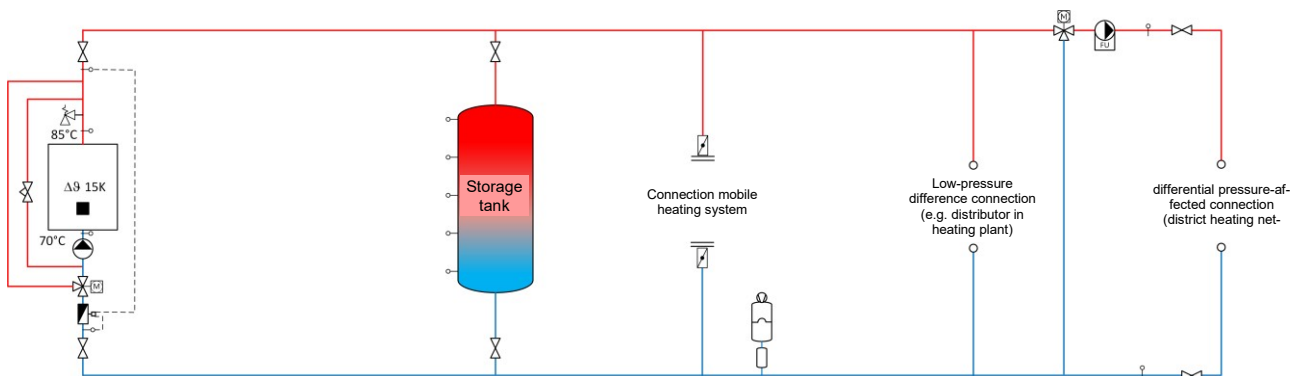 M
FU
85°C
Δϑ 15K
70°C
M
Storage
tank
Connection mobile
heating system
Low-pressure
difference connection
(e.g. distributor in
heating plant)
differential pressure-af-
fected connection
(district heating net-